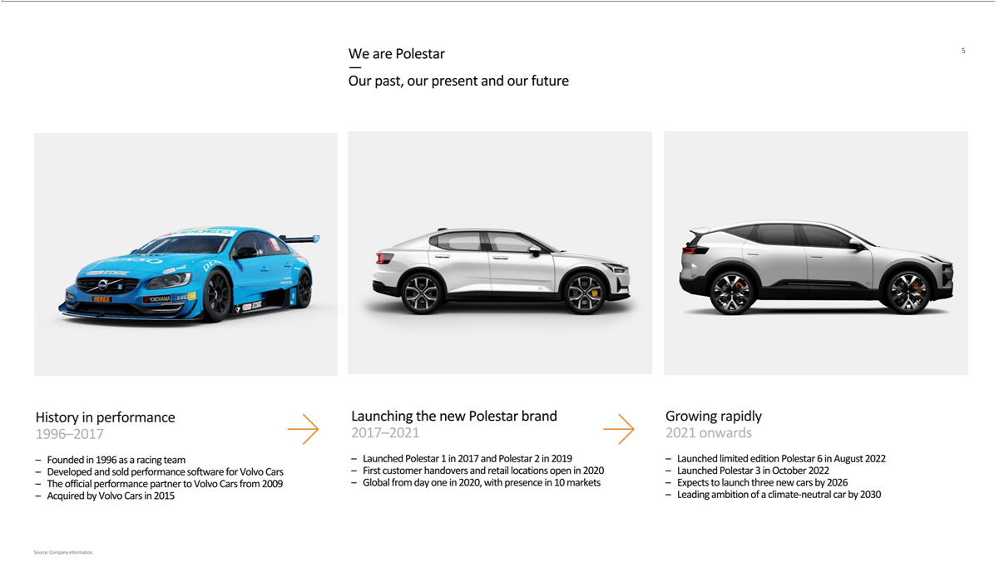 We are Polestar
—
Our past, our present and our future
5
DENSO
EDGE
VOLVO
HEREX
YOKOHAMA
EDGE
History in performance
1996–2017
– Founded in 1996 as a racing team
– Developed and sold performance software for Volvo Cars
– The official performance partner to Volvo Cars from 2009
– Acquired by Volvo Cars in 2015
Launching the new Polestar brand
2017–2021
– Launched Polestar 1 in 2017 and Polestar 2 in 2019
– First customer handovers and retail locations open in 2020
– Global from day one in 2020, with presence in 10 markets
Growing rapidly
2021 onwards
– Launched limited edition Polestar 6 in August 2022
– Launched Polestar 3 in October 2022
– Expects to launch three new cars by 2026
– Leading ambition of a climate-neutral car by 2030
Source: Company information.